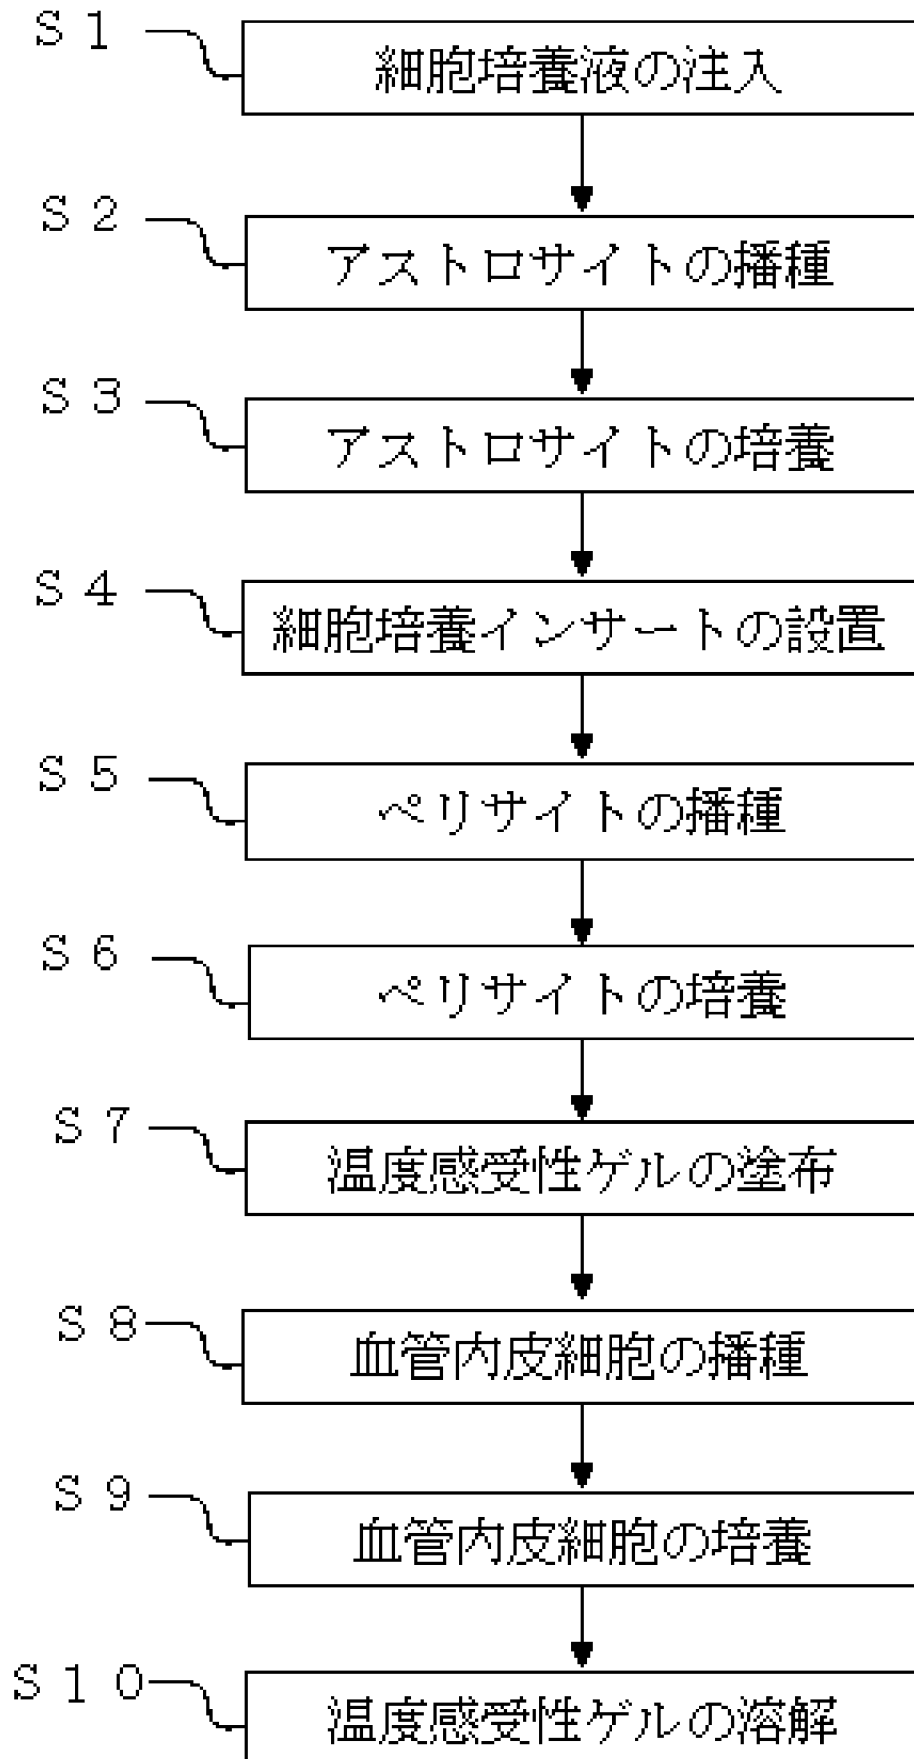 Ｓ１
細胞培養液の注入
Ｓ２
アストロサイトの播種
Ｓ３
アストロサイトの培養
Ｓ４
細胞培養インサートの設置
Ｓ５
ペリサイトの播種
Ｓ６
ペリサイトの培養
Ｓ７
温度感受性ゲルの塗布
Ｓ８
血管内皮細胞の播種
Ｓ９
血管内皮細胞の培養
Ｓ１０
温度感受性ゲルの溶解